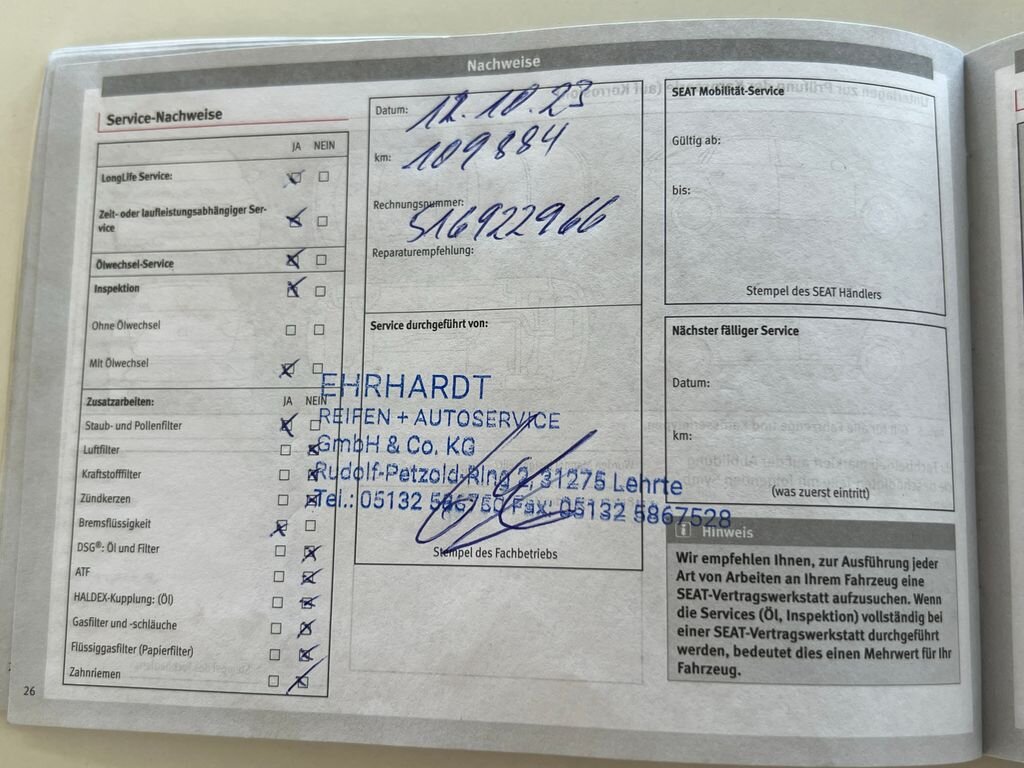 Nachweise
Service-Nachweise
JA NEIN
LongLife Service:
Zeit- oder laufleistungsabhängiger Ser-
vice
Ölwechsel-Service
Inspektion
Ohne Ölwechsel
Mit Ölwechsel
Zusatzarbeiten: JA NEIN
Staub- und Pollenfilter
Luftfilter
Kraftstofffilter
Zündkerzen
Bremsflüssigkeit
DSG®: Öl und Filter
ATF
HALDEX-Kupplung: (Öl)
Gasfilter und -schläuche
Flüssiggasfilter (Papierfilter)
Zahnriemen
26
Datum: 12.10.23
km: 109884
Rechnungsnummer:
516922966
Reparaturempfehlung:
Service durchgeführt von:
EHRHARDT
REIFEN + AUTOSERVICE
GmbH & Co. KG
Rudolf-Petzold-Ring 2, 31275 Lehrte
Tel.: 05132 586750 Fax: 05132 5867528
Stempel des Fachbetriebs
SEAT Mobilität-Service
Gültig ab:
bis:
Stempel des SEAT Händlers
Nächster fälliger Service
Datum:
km:
(was zuerst eintritt)
i Hinweis
Wir empfehlen Ihnen, zur Ausführung jeder
Art von Arbeiten an Ihrem Fahrzeug eine
SEAT-Vertragswerkstatt aufzusuchen. Wenn
die Services (Öl, Inspektion) vollständig bei
einer SEAT-Vertragswerkstatt durchgeführt
werden, bedeutet dies einen Mehrwert für Ihr
Fahrzeug.